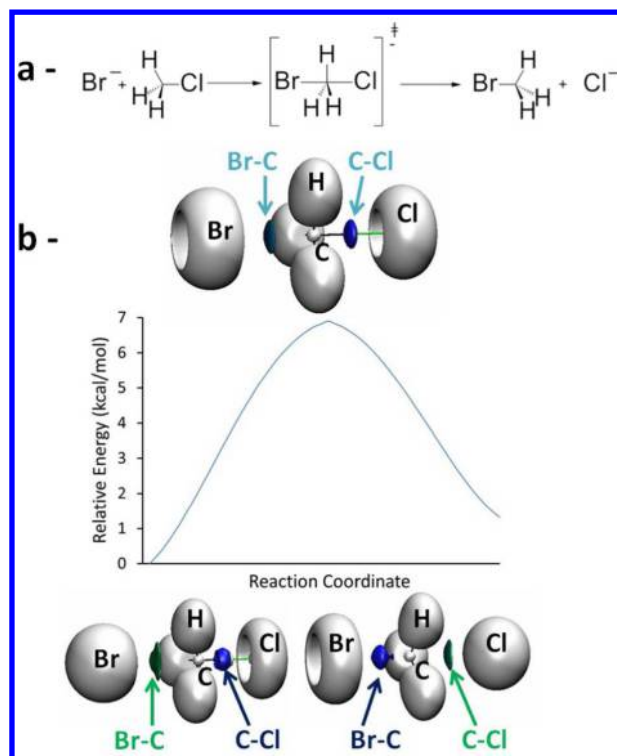 a -
H
Br⁻ + H H Cl
H
Br Cl
H H
‡
-
Br H H + Cl⁻
H
Br-C C-Cl
b -
H
Br C Cl
7
6
5
4
3
2
1
0
Relative Energy (kcal/mol)
Reaction Coordinate
H H
Br C Cl Br C Cl
Br-C C-Cl Br-C C-Cl